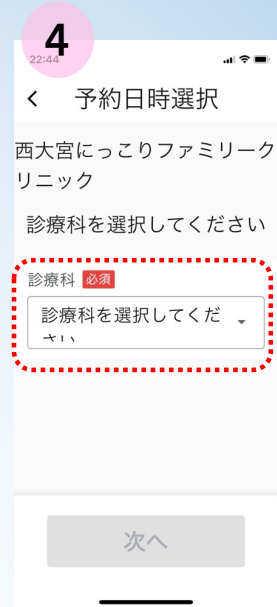 4
22:44
予約日時選択
西大宮にっこりファミリーク
リニック
診療科を選択してください
診療科 必須
診療科を選択してくだ
さい
次へ